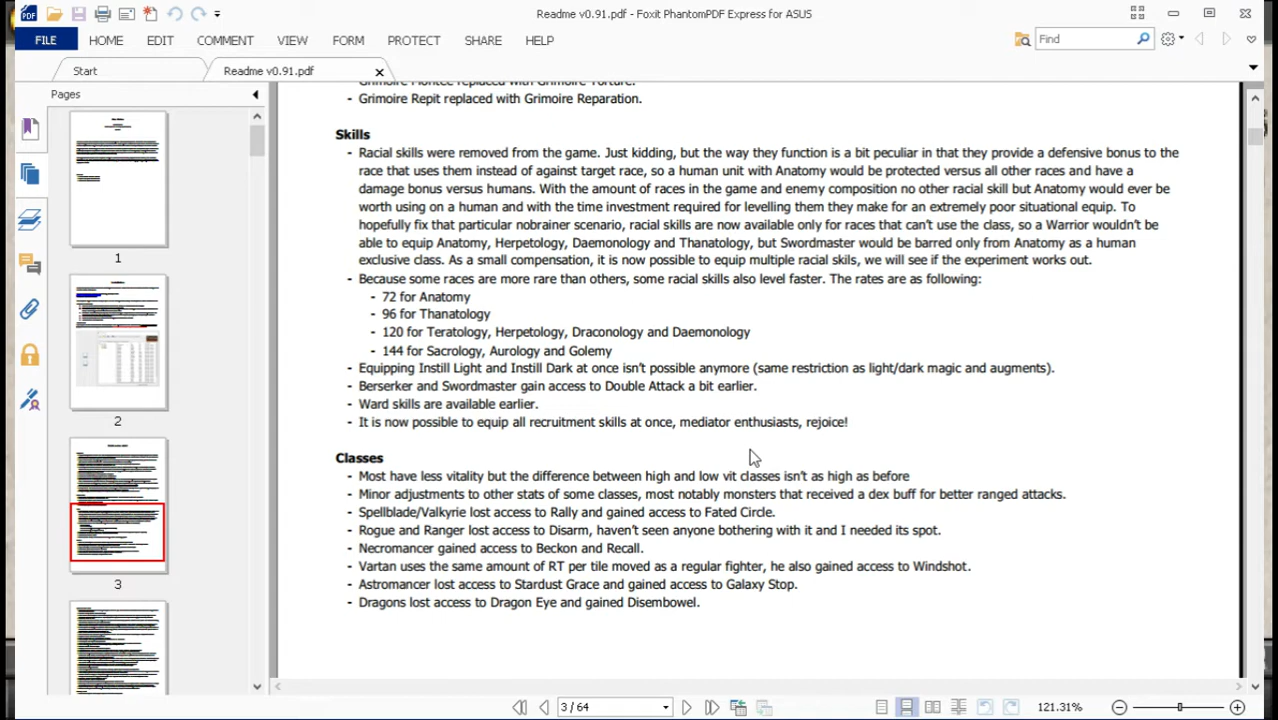 Readme v0.91.pdf - Foxit PhantomPDF Express for ASUS
FILE HOME EDIT COMMENT VIEW FORM PROTECT SHARE HELP
Find
Start Readme v0.91.pdf
Pages
1
2
3
Grimoire Montee replaced with Grimoire Torture.
- Grimoire Repit replaced with Grimoire Reparation.
Skills
- Racial skills were removed from the game. Just kidding, but the way they function is a bit peculiar in that they provide a defensive bonus to the
race that uses them instead of against target race, so a human unit with Anatomy would be protected versus all other races and have a
damage bonus versus humans. With the amount of races in the game and enemy composition no other racial skill but Anatomy would ever be
worth using on a human and with the time investment required for levelling them they make for an extremely poor situational equip. To
hopefully fix that particular nobrainer scenario, racial skills are now available only for races that can't use the class, so a Warrior wouldn't be
able to equip Anatomy, Herpetology, Daemonology and Thanatology, but Swordmaster would be barred only from Anatomy as a human
exclusive class. As a small compensation, it is now possible to equip multiple racial skils, we will see if the experiment works out.
- Because some races are more rare than others, some racial skills also level faster. The rates are as following:
- 72 for Anatomy
- 96 for Thanatology
- 120 for Teratology, Herpetology, Draconology and Daemonology
- 144 for Sacrology, Aurology and Golemy
- Equipping Instill Light and Instill Dark at once isn't possible anymore (same restriction as light/dark magic and augments).
- Berserker and Swordmaster gain access to Double Attack a bit earlier.
- Ward skills are available earlier.
- It is now possible to equip all recruitment skills at once, mediator enthusiasts, rejoice!
Classes
- Most have less vitality but the difference between high and low vit classes isn't as high as before
- Minor adjustments to other stats of some classes, most notably monsters that received a dex buff for better ranged attacks.
- Spellblade/Valkyrie lost access to Rally and gained access to Fated Circle.
- Rogue and Ranger lost access to Disarm, haven't seen anyone bothering with it and I needed its spot.
- Necromancer gained access to Beckon and Recall.
- Vartan uses the same amount of RT per tile moved as a regular fighter, he also gained access to Windshot.
- Astromancer lost access to Stardust Grace and gained access to Galaxy Stop.
- Dragons lost access to Dragon Eye and gained Disembowel.
3 / 64
121.31%